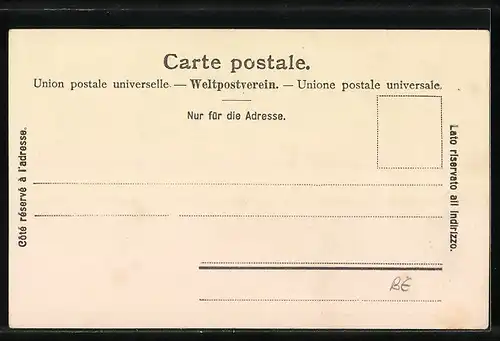 Carte postale.
Union postale universelle. — Weltpostverein. — Unione postale universale.
Nur für die Adresse.
Côté réservé à l'adresse.
Lato riservato all indirizzo.
BE